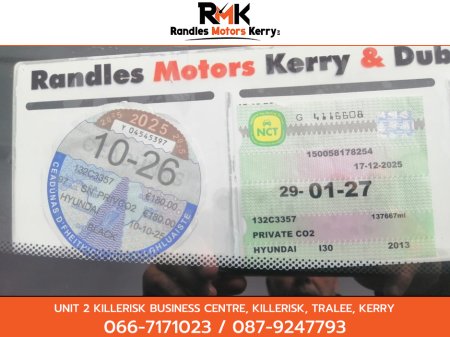 RMK
Randles Motors Kerry
Randles Motors Kerry & Dub
2025
Y 04545397
10-26
132C3357
€180.00
HYUNDAI
€180.00
BLACK
10-10-25
G 4116608
NCT
150058178254
17-12-2025
29-01-27
132C3357
137667mi
PRIVATE CO2
HYUNDAI I30 2013
UNIT 2 KILLERISK BUSINESS CENTRE, KILLERISK, TRALEE, KERRY
066-7171023 / 087-9247793